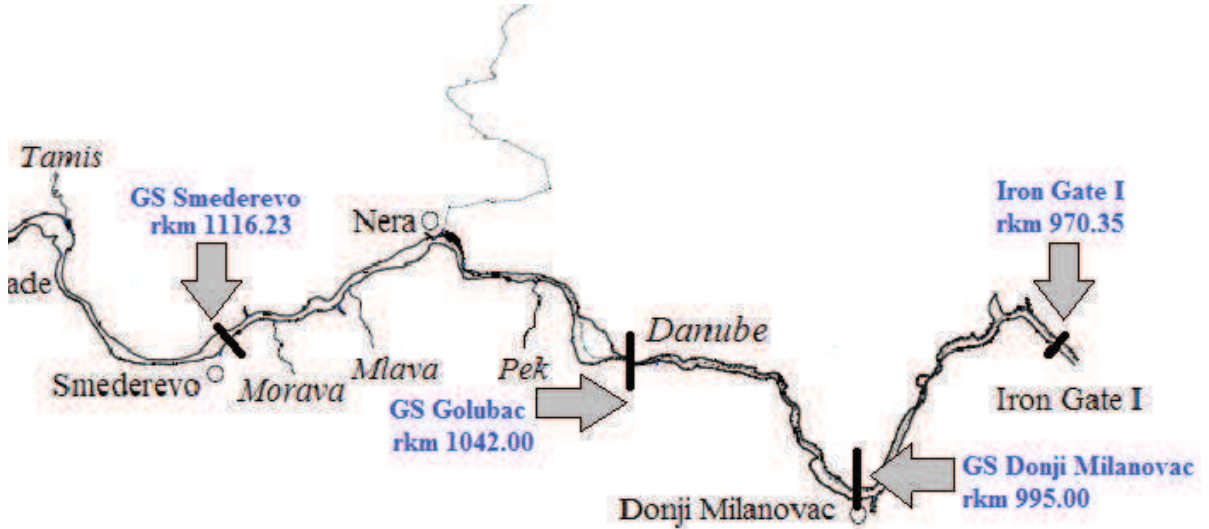 Tamis
GS Smederevo
rkm 1116.23
Nera
Iron Gate I
rkm 970.35
ade
Danube
Smederevo
Morava
Mlava
Pek
GS Golubac
rkm 1042.00
Iron Gate I
GS Donji Milanovac
rkm 995.00
Donji Milanovac